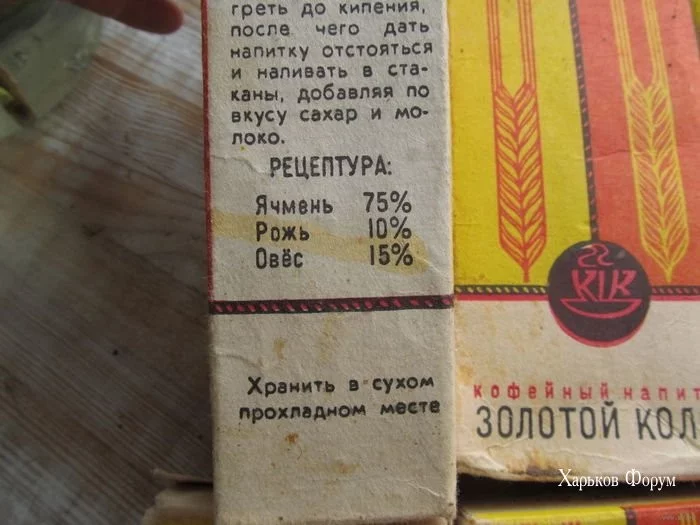 греть до кипения,
после чего дать
напитку отстояться
и наливать в ста-
каны, добавляя по
вкусу сахар и мо-
локо.
РЕЦЕПТУРА:
Ячмень 75%
Рожь 10%
Овёс 15%
Хранить в сухом
прохладном месте
KIK
кофейный напит
ЗОЛОТОЙ КОЛ
Харьков Форум